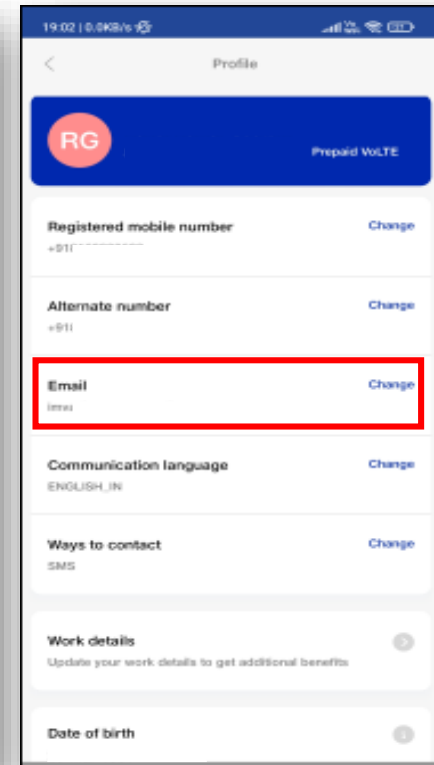 19:02 | 0.0KB/s
Profile
RG
Prepaid VoLTE
Registered mobile number
Change
+91
Alternate number
Change
+91
Email
Change
Communication language
Change
ENGLISH_IN
Ways to contact
Change
SMS
Work details
Update your work details to get additional benefits
Date of birth